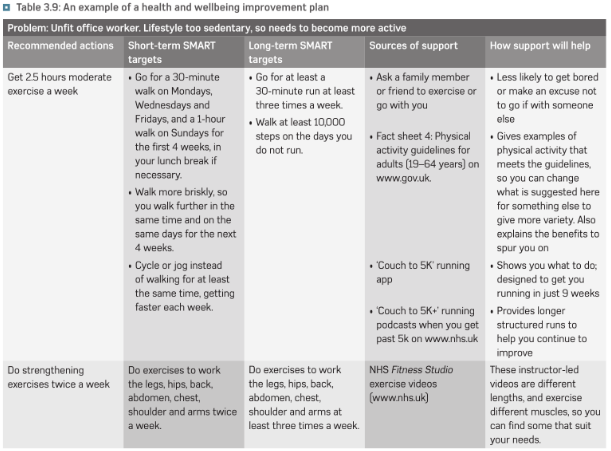 Table 3.9: An example of a health and wellbeing improvement plan
Problem: Unfit office worker. Lifestyle too sedentary, so needs to become more active
Recommended actions
Short-term SMART
targets
Long-term SMART
targets
Sources of support
How support will help
Get 2.5 hours moderate
exercise a week
• Go for a 30-minute
walk on Mondays,
Wednesdays and
Fridays, and a 1-hour
walk on Sundays for
the first 4 weeks, in
your lunch break if
necessary.
• Walk more briskly, so
you walk further in the
same time and on the
same days for the next
4 weeks.
• Cycle or jog instead
of walking for at least
the same time, getting
faster each week.
• Go for at least a
30-minute run at least
three times a week.
• Walk at least 10,000
steps on the days you
do not run.
• Ask a family member
or friend to exercise or
go with you
• Fact sheet 4: Physical
activity guidelines for
adults (19–64 years) on
www.gov.uk.
• 'Couch to 5K' running
app
• 'Couch to 5K+' running
podcasts when you get
past 5k on www.nhs.uk
• Less likely to get bored
or make an excuse not
to go if with someone
else
• Gives examples of
physical activity that
meets the guidelines,
so you can change
what is suggested here
for something else to
give more variety. Also
explains the benefits to
spur you on
• Shows you what to do;
designed to get you
running in just 9 weeks
• Provides longer
structured runs to
help you continue to
improve
Do strengthening
exercises twice a week
Do exercises to work
the legs, hips, back,
abdomen, chest,
shoulder and arms twice
a week.
Do exercises to work
the legs, hips, back,
abdomen, chest,
shoulder and arms at
least three times a week.
NHS Fitness Studio
exercise videos
(www.nhs.uk)
These instructor-led
videos are different
lengths, and exercise
different muscles, so you
can find some that suit
your needs.